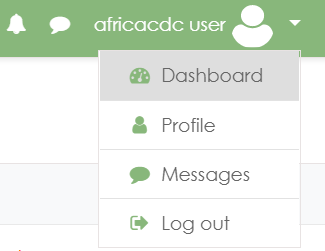 africacdc user
Dashboard
Profile
Messages
Log out